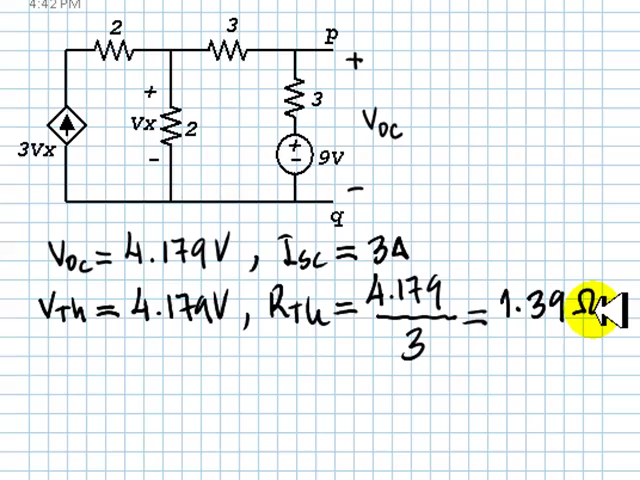 4:42 PM
2
3
p
+
+
Vx
2
-
3
Voc
3Vx
+
-
9V
-
q
Voc = 4.179V , Isc = 3A
VTh = 4.179V , RTh = 4.179/3 = 1.39 Ω